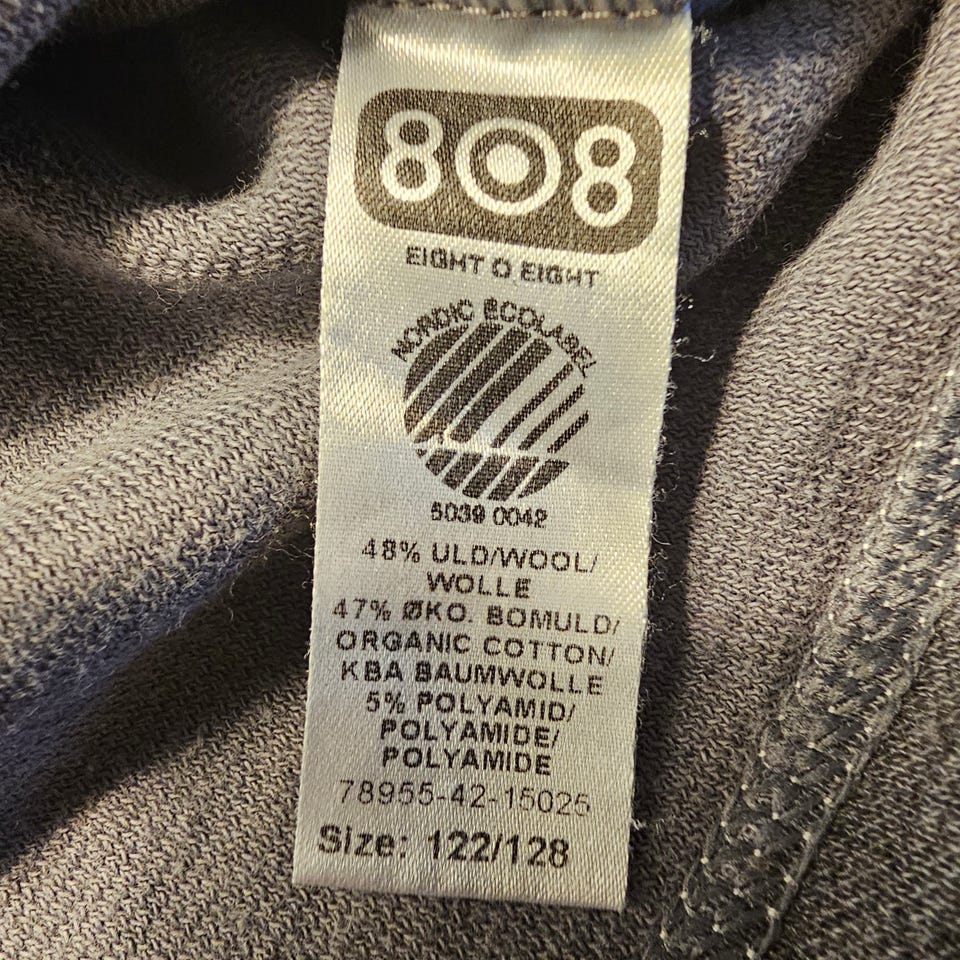 808
EIGHT O EIGHT
NORDIC ECOLABEL
5039 0042
48% ULD/WOOL/
WOLLE
47% ØKO. BOMULD/
ORGANIC COTTON/
KBA BAUMWOLLE
5% POLYAMID/
POLYAMIDE/
POLYAMIDE
78955-42-15025
Size: 122/128